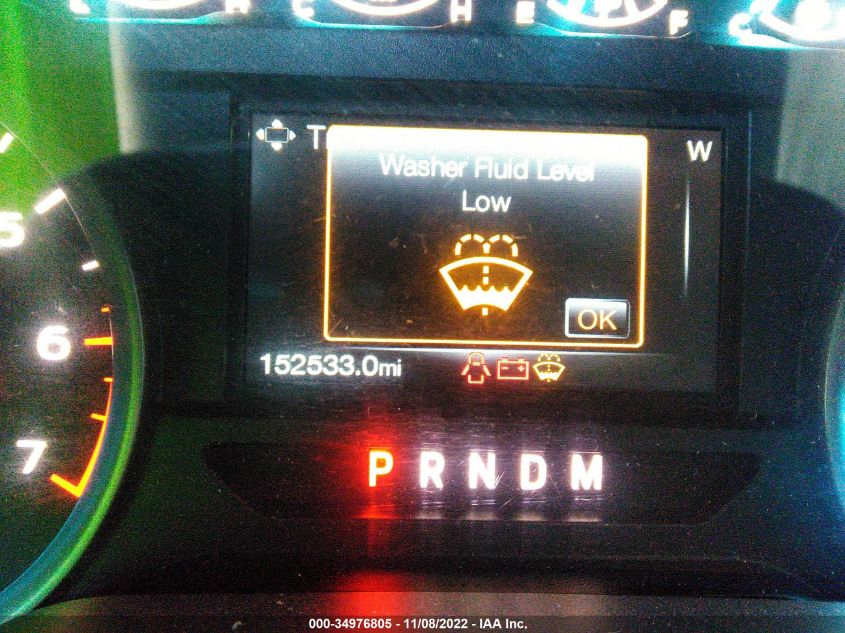 H
E
F
C
W
Washer Fluid Level
Low
OK
5
6
7
152533.0mi
P R N D M
000-34976805 - 11/08/2022 - IAA Inc.